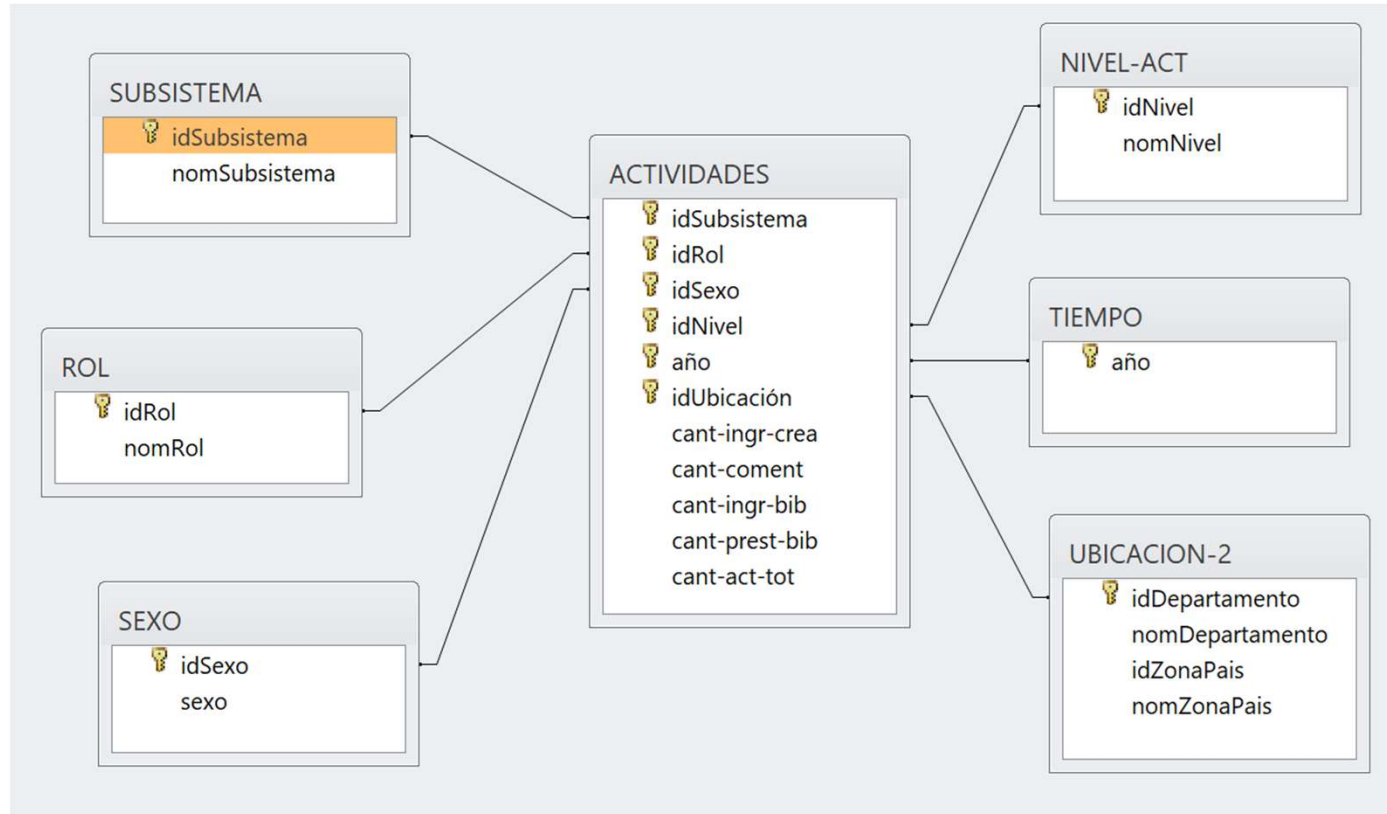 SUBSISTEMA
idSubsistema
nomSubsistema
ROL
idRol
nomRol
SEXO
idSexo
sexo
ACTIVIDADES
idSubsistema
idRol
idSexo
idNivel
año
idUbicación
cant-ingr-crea
cant-coment
cant-ingr-bib
cant-prest-bib
cant-act-tot
NIVEL-ACT
idNivel
nomNivel
TIEMPO
año
UBICACION-2
idDepartamento
nomDepartamento
idZonaPais
nomZonaPais